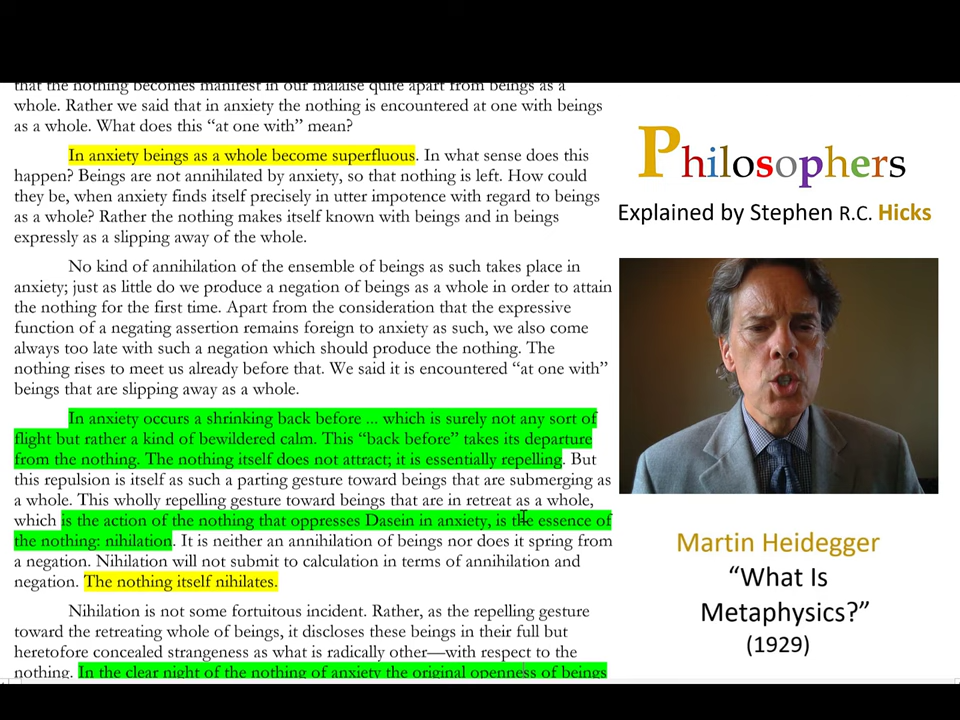 that the nothing becomes manifest in our malaise quite apart from beings as a
whole. Rather we said that in anxiety the nothing is encountered at one with beings
as a whole. What does this “at one with” mean?
In anxiety beings as a whole become superfluous. In what sense does this
happen? Beings are not annihilated by anxiety, so that nothing is left. How could
they be, when anxiety finds itself precisely in utter impotence with regard to beings
as a whole? Rather the nothing makes itself known with beings and in beings
expressly as a slipping away of the whole.
No kind of annihilation of the ensemble of beings as such takes place in
anxiety; just as little do we produce a negation of beings as a whole in order to attain
the nothing for the first time. Apart from the consideration that the expressive
function of a negating assertion remains foreign to anxiety as such, we also come
always too late with such a negation which should produce the nothing. The
nothing rises to meet us already before that. We said it is encountered “at one with”
beings that are slipping away as a whole.
In anxiety occurs a shrinking back before ... which is surely not any sort of
flight but rather a kind of bewildered calm. This “back before” takes its departure
from the nothing. The nothing itself does not attract; it is essentially repelling. But
this repulsion is itself as such a parting gesture toward beings that are submerging as
a whole. This wholly repelling gesture toward beings that are in retreat as a whole,
which is the action of the nothing that oppresses Dasein in anxiety, is the essence of
the nothing: nihilation. It is neither an annihilation of beings nor does it spring from
a negation. Nihilation will not submit to calculation in terms of annihilation and
negation. The nothing itself nihilates.
Nihilation is not some fortuitous incident. Rather, as the repelling gesture
toward the retreating whole of beings, it discloses these beings in their full but
heretofore concealed strangeness as what is radically other—with respect to the
nothing. In the clear night of the nothing of anxiety the original openness of beings
Philosophers
Explained by Stephen R.C. Hicks
Martin Heidegger
“What Is
Metaphysics?”
(1929)